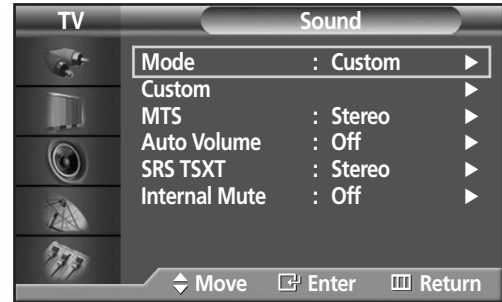 TV Sound
Mode : Custom ▶
Custom ▶
MTS : Stereo ▶
Auto Volume : Off ▶
SRS TSXT : Stereo ▶
Internal Mute : Off ▶
Move Enter Return